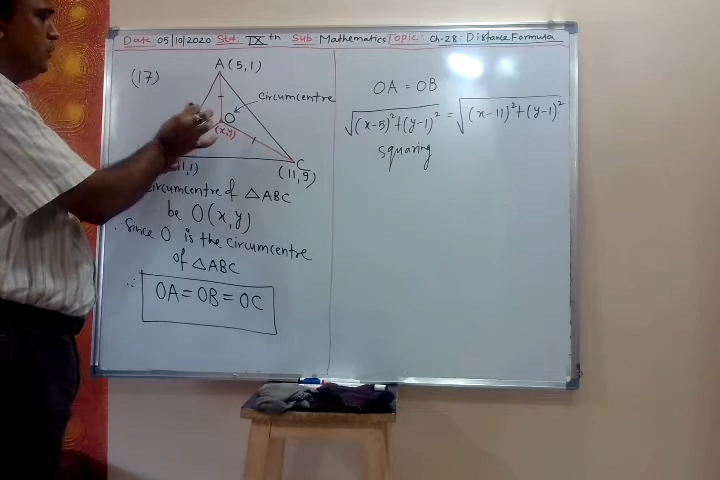 Date: 05/10/2020 Std: IXth Sub: Mathematics Topic: Ch-28: Distance Formula
(17)
A (5,1)
Circumcentre
O
(x,y)
11,1)
C
(11,9)
circumcentre of △ABC
be O(x,y)
Since O is the circumcentre
of △ABC
∴ OA = OB = OC
OA = OB
√(x-5)²+(y-1)² = √(x-11)²+(y-1)²
squaring